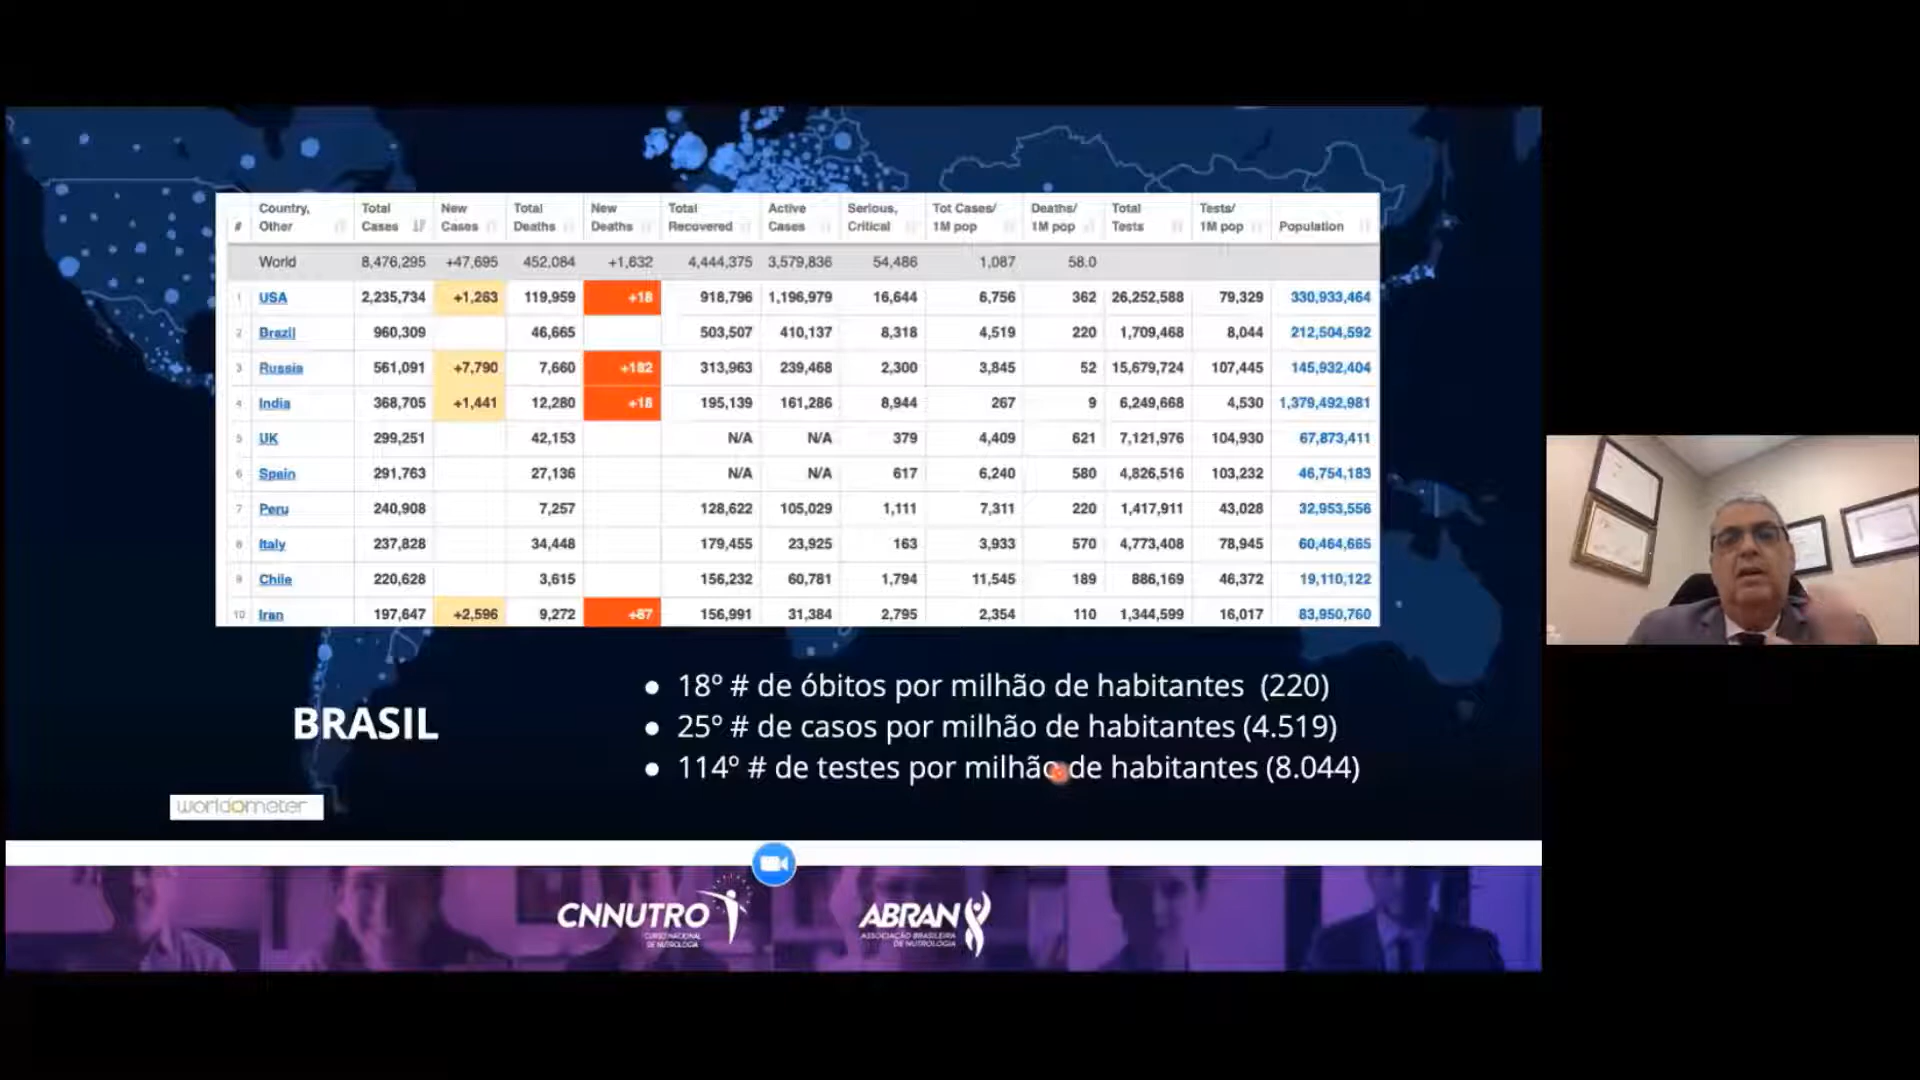 # Country, Other Total Cases New Cases Total Deaths New Deaths Total Recovered Active Cases Serious, Critical Tot Cases/ 1M pop Deaths/ 1M pop Total Tests Tests/ 1M pop Population
World 8,476,295 +47,695 452,084 +1,632 4,444,375 3,579,836 54,486 1,087 58.0
1 USA 2,235,734 +1,263 119,959 +18 918,796 1,196,979 16,644 6,756 362 26,252,588 79,329 330,933,464
2 Brazil 960,309 46,665 503,507 410,137 8,318 4,519 220 1,709,468 8,044 212,504,592
3 Russia 561,091 +7,790 7,660 +182 313,963 239,468 2,300 3,845 52 15,679,724 107,445 145,932,404
4 India 368,705 +1,441 12,280 +18 195,139 161,286 8,944 267 9 6,249,668 4,530 1,379,492,981
5 UK 299,251 42,153 N/A N/A 379 4,409 621 7,121,976 104,930 67,873,411
6 Spain 291,763 27,136 N/A N/A 617 6,240 580 4,826,516 103,232 46,754,183
7 Peru 240,908 7,257 128,622 105,029 1,111 7,311 220 1,417,911 43,028 32,953,556
8 Italy 237,828 34,448 179,455 23,925 163 3,933 570 4,773,408 78,945 60,464,665
9 Chile 220,628 3,615 156,232 60,781 1,794 11,545 189 886,169 46,372 19,110,122
10 Iran 197,647 +2,596 9,272 +87 156,991 31,384 2,795 2,354 110 1,344,599 16,017 83,950,760
BRASIL
• 18º # de óbitos por milhão de habitantes (220)
• 25º # de casos por milhão de habitantes (4.519)
• 114º # de testes por milhão de habitantes (8.044)
worldometer
CNNUTRO
CURSO NACIONAL
DE NUTROLOGIA
ABRAN
ASSOCIAÇÃO BRASILEIRA
DE NUTROLOGIA